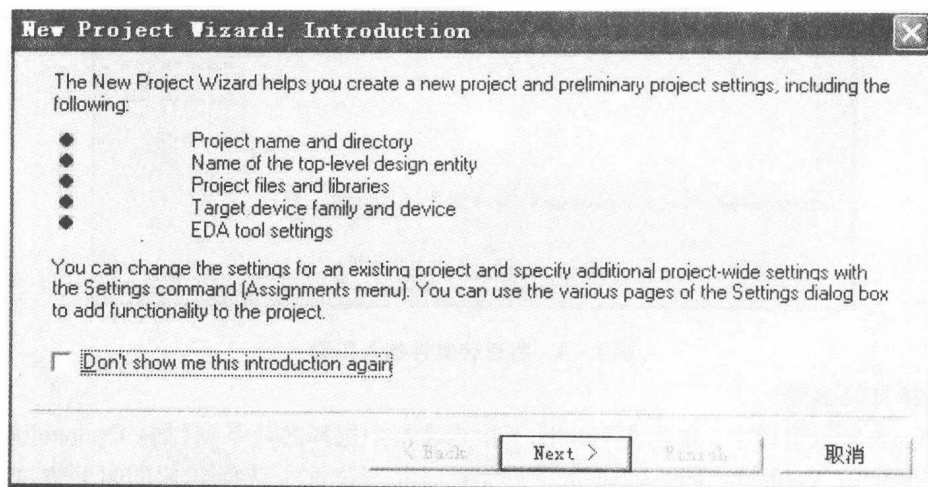 New Project Wizard: Introduction
The New Project Wizard helps you create a new project and preliminary project settings, including the
following:
Project name and directory
Name of the top-level design entity
Project files and libraries
Target device family and device
EDA tool settings
You can change the settings for an existing project and specify additional project-wide settings with
the Settings command (Assignments menu). You can use the various pages of the Settings dialog box
to add functionality to the project.
Don't show me this introduction again
< Back Next > Finish 取消